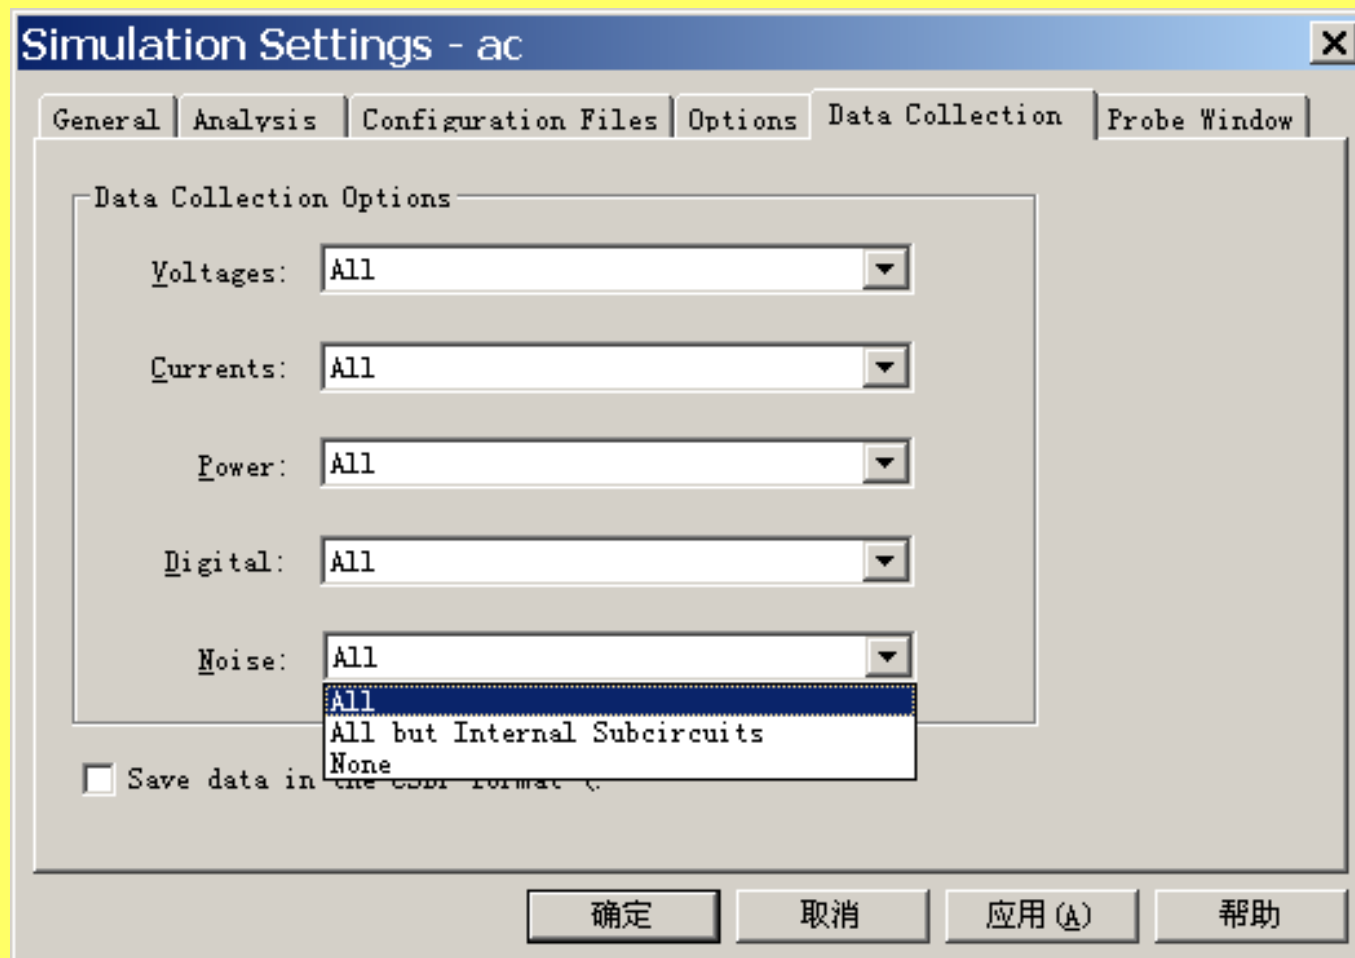 Simulation Settings - ac
General Analysis Configuration Files Options Data Collection Probe Window
Data Collection Options
Voltages: All
Currents: All
Power: All
Digital: All
Noise: All
All
All but Internal Subcircuits
None
Save data in
确定 取消 应用(A) 帮助